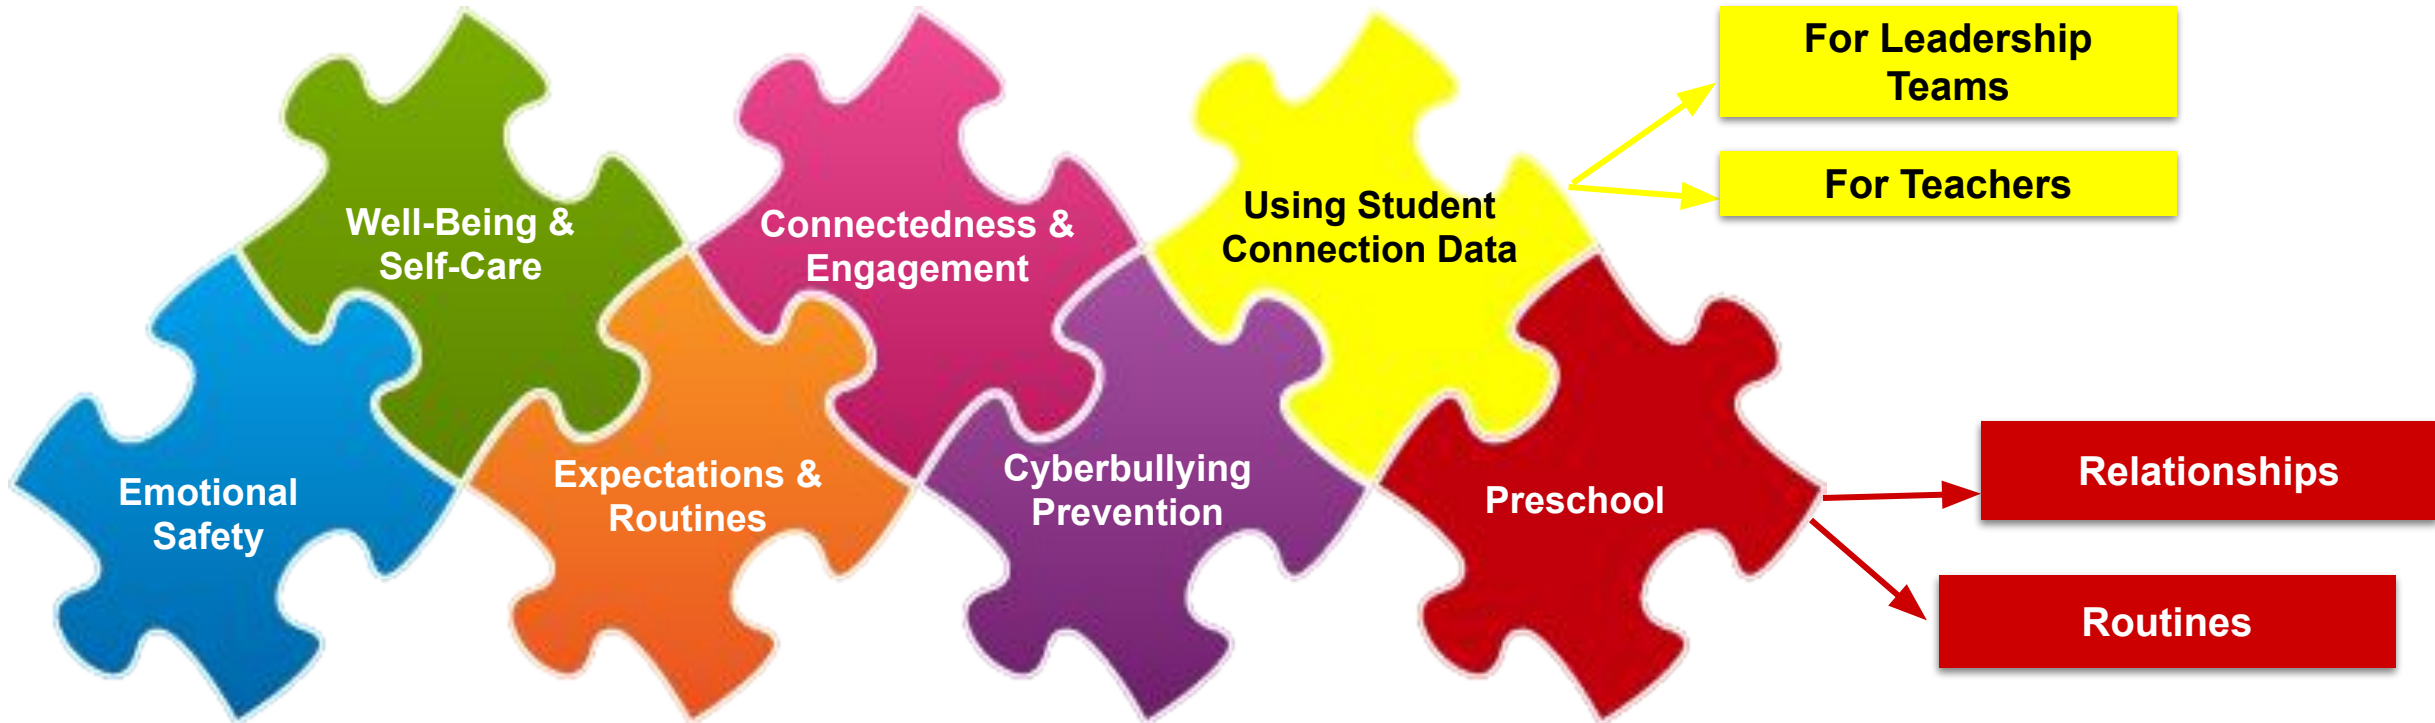 Emotional
Safety
Well-Being &
Self-Care
Expectations &
Routines
Connectedness &
Engagement
Cyberbullying
Prevention
Using Student
Connection Data
For Leadership
Teams
For Teachers
Preschool
Relationships
Routines